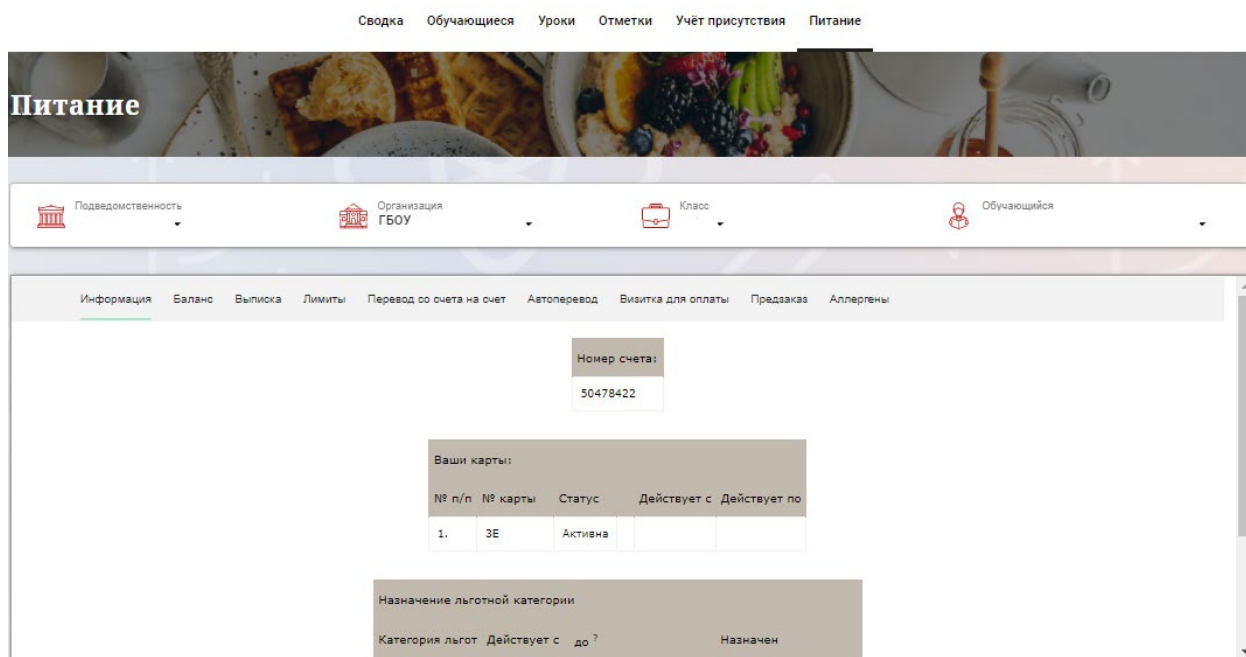 Сводка Обучающиеся Уроки Отметки Учёт присутствия Питание
Питание
Подведомственность Организация Класс Обучающийся
ГБОУ
Информация Баланс Выписка Лимиты Перевод со счета на счет Автоперевод Визитка для оплаты Предзаказ Аллергены
Номер счета:
50478422
Ваши карты:
№ п/п № карты Статус Действует с Действует по
1. 3E Активна
Назначение льготной категории
Категория льгот Действует с до ? Назначен